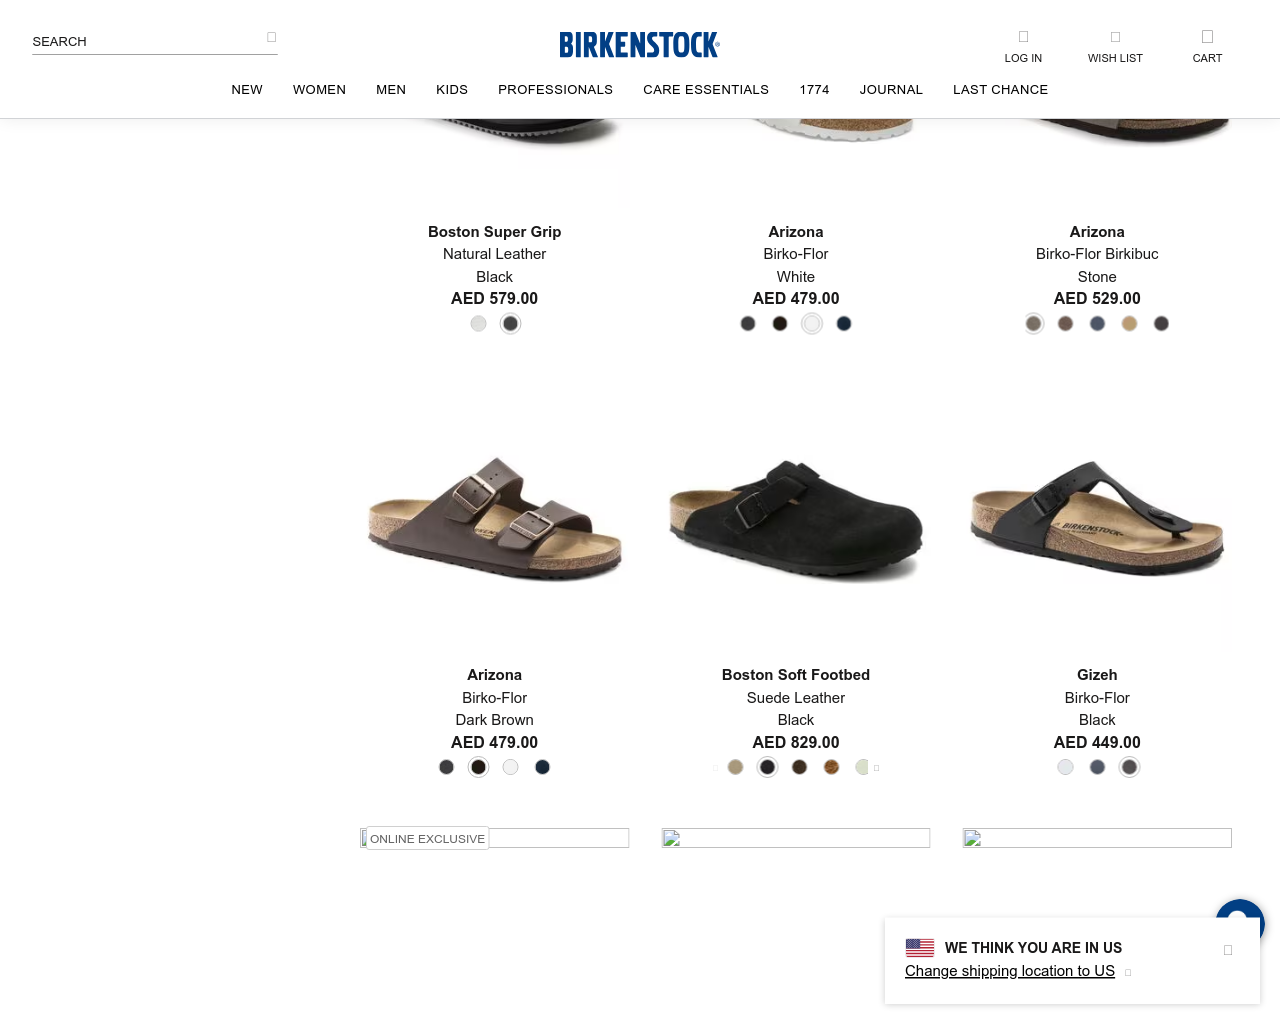 SEARCH
BIRKENSTOCK
LOG IN
WISH LIST
CART
NEW
WOMEN
MEN
KIDS
PROFESSIONALS
CARE ESSENTIALS
1774
JOURNAL
LAST CHANCE
Boston Super Grip
Natural Leather
Black
AED 579.00
Arizona
Birko-Flor
White
AED 479.00
Arizona
Birko-Flor Birkibuc
Stone
AED 529.00
BIRKENSTOCK
Arizona
Birko-Flor
Dark Brown
AED 479.00
Boston Soft Footbed
Suede Leather
Black
AED 829.00
Gizeh
Birko-Flor
Black
AED 449.00
ONLINE EXCLUSIVE
WE THINK YOU ARE IN US
Change shipping location to US